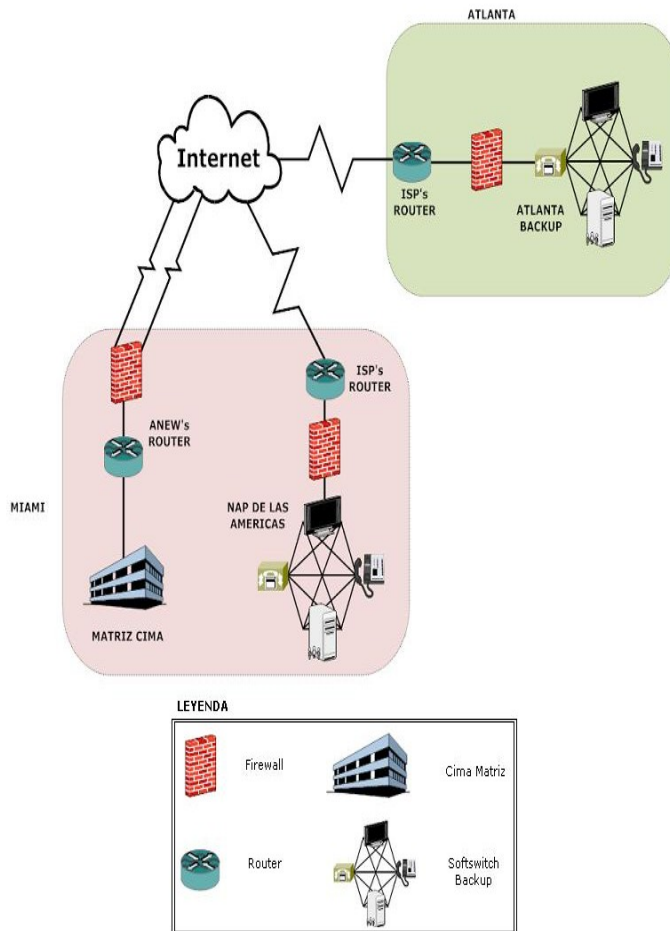 ATLANTA
Internet
ISP's
ROUTER
ATLANTA
BACKUP
ISP's
ROUTER
ANEW's
ROUTER
MIAMI
NAP DE LAS
AMERICAS
MATRIZ CIMA
LEYENDA
Firewall
Cima Matriz
Router
Softswitch
Backup